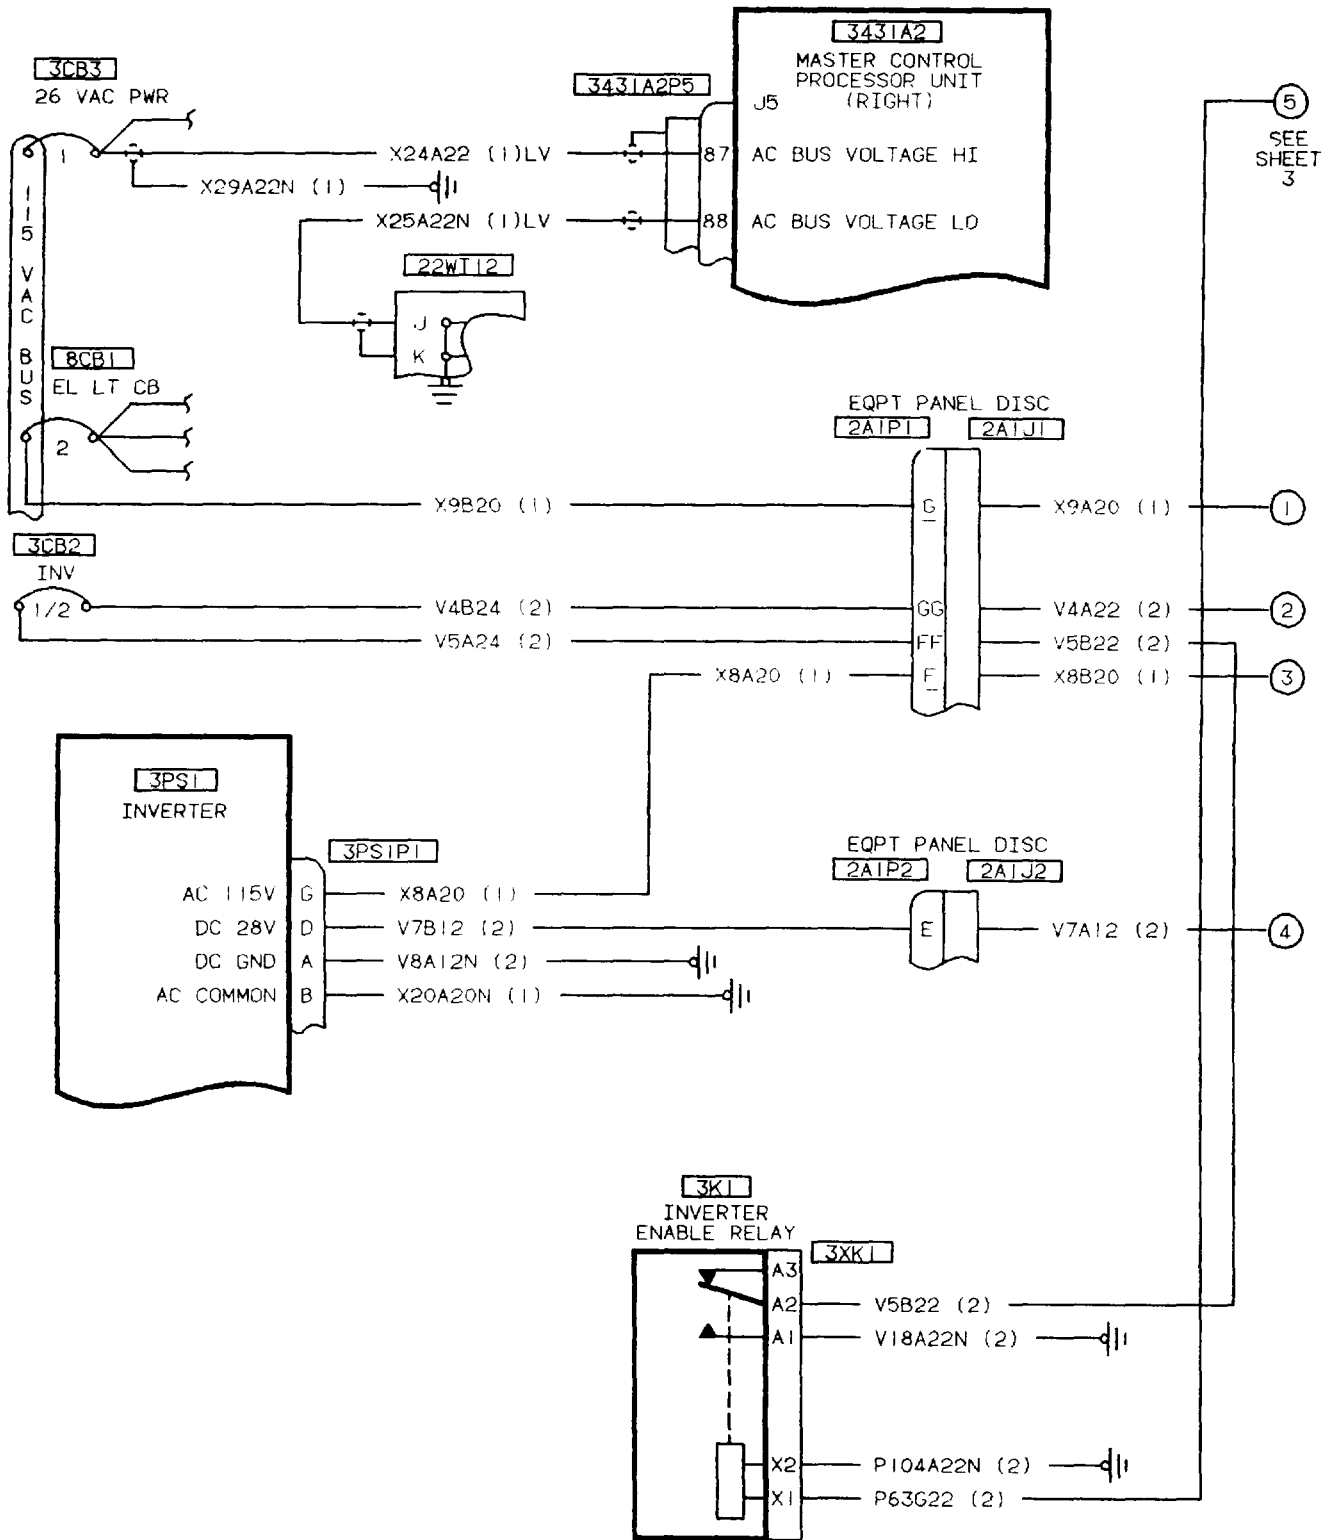 3431A2
MASTER CONTROL
PROCESSOR UNIT
(RIGHT)
3CB3
26 VAC PWR
3431A2P5
J5
5
SEE
SHEET
3
1
X24A22 (1)LV
87
AC BUS VOLTAGE HI
X29A22N (1)
X25A22N (1)LV
88
AC BUS VOLTAGE LO
115 VAC BUS
22WT12
J
K
8CB1
EL LT CB
2
EQPT PANEL DISC
2A1P1
2A1J1
X9B20 (1)
G
X9A20 (1)
1
3CB2
INV
1/2
V4B24 (2)
GG
V4A22 (2)
2
V5A24 (2)
FF
V5B22 (2)
X8A20 (1)
F
X8B20 (1)
3
3PS1
INVERTER
3PS1P1
EQPT PANEL DISC
2A1P2
2A1J2
AC 115V
G
X8A20 (1)
DC 28V
D
V7B12 (2)
E
V7A12 (2)
4
DC GND
A
V8A12N (2)
AC COMMON
B
X20A20N (1)
3K1
INVERTER
ENABLE RELAY
3XK1
A3
A2
V5B22 (2)
A1
V18A22N (2)
X2
P104A22N (2)
X1
P63G22 (2)